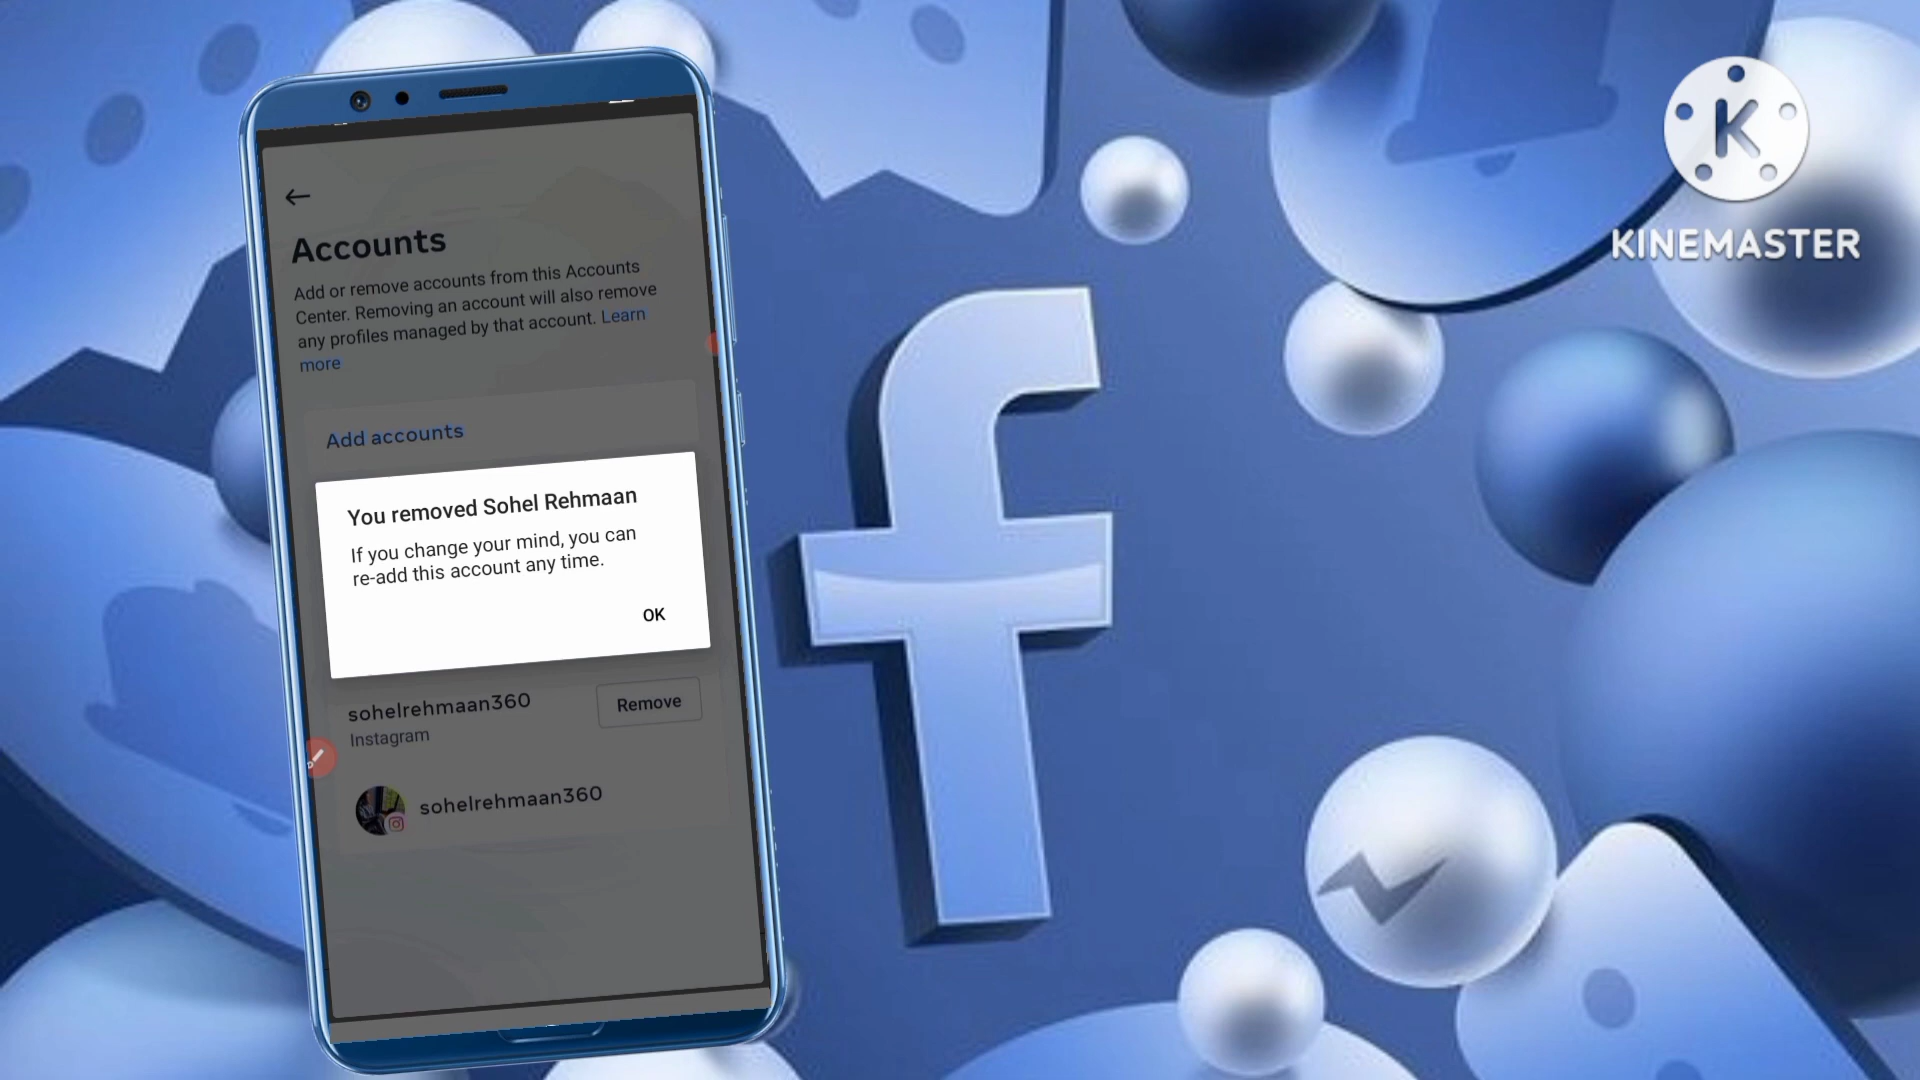 Accounts
Add or remove accounts from this Accounts
Center. Removing an account will also remove
any profiles managed by that account. Learn
more
Add accounts
You removed Sohel Rehmaan
If you change your mind, you can
re-add this account any time.
OK
sohelrehmaan360
Remove
Instagram
sohelrehmaan360
K
KINEMASTER
f